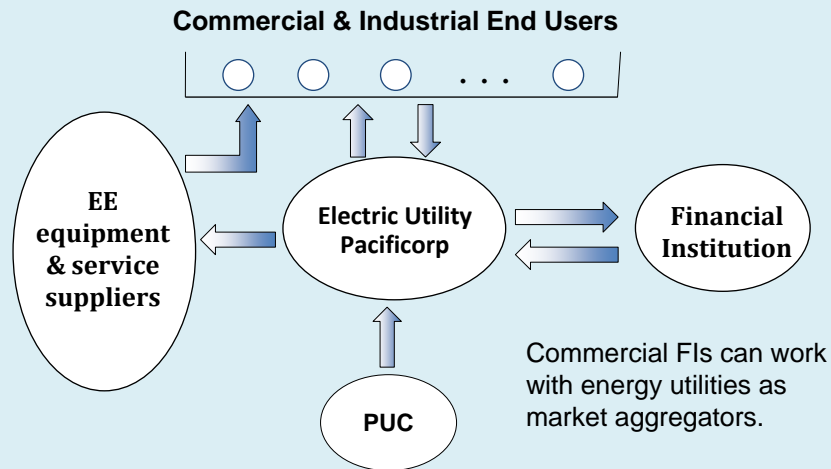 Commercial & Industrial End Users
. . .
EE
equipment
& service
suppliers
Electric Utility
Pacificorp
Financial
Institution
Commercial FIs can work
with energy utilities as
market aggregators.
PUC